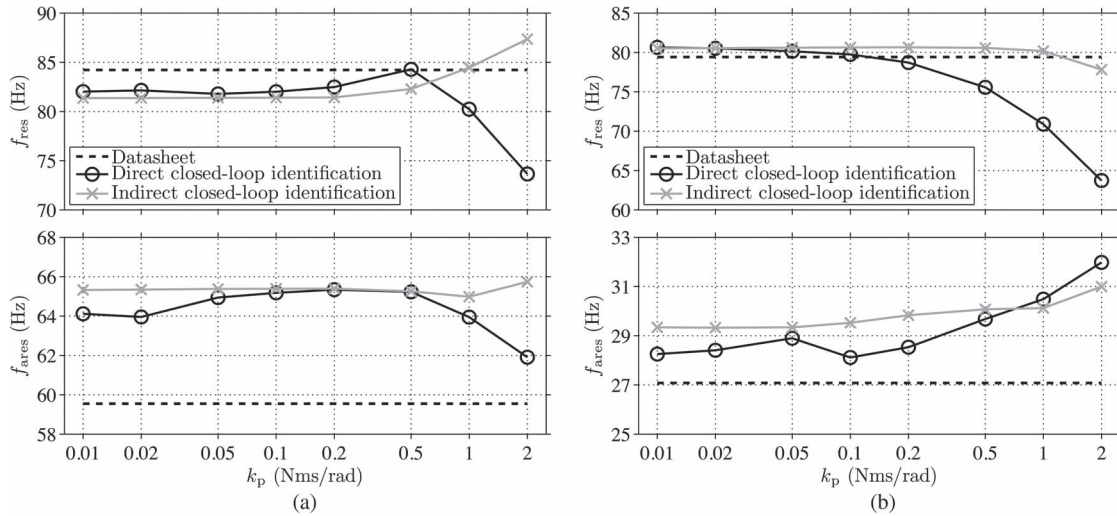 90
85
80
75
70
f_res (Hz)
Datasheet
Direct closed-loop identification
Indirect closed-loop identification
68
66
64
62
60
58
f_ares (Hz)
0.01 0.02 0.05 0.1 0.2 0.5 1 2
k_p (Nms/rad)
(a)
85
80
75
70
65
60
f_res (Hz)
Datasheet
Direct closed-loop identification
Indirect closed-loop identification
33
31
29
27
25
f_ares (Hz)
0.01 0.02 0.05 0.1 0.2 0.5 1 2
k_p (Nms/rad)
(b)